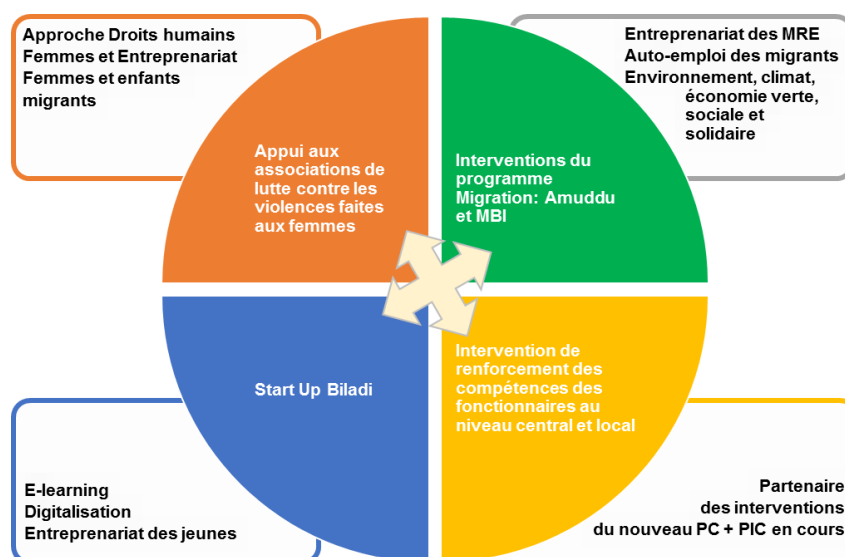 Approche Droits humains
Femmes et Entreprenariat
Femmes et enfants
migrants
Entreprenariat des MRE
Auto-emploi des migrants
Environnement, climat,
économie verte,
sociale et
solidaire
Appui aux
associations de
lutte contre les
violences faites
aux femmes
Interventions du
programme
Migration: Amuddu
et MBI
Start Up Biladi
Intervention de
renforcement des
compétences des
fonctionnaires au
niveau central et local
E-learning
Digitalisation
Entreprenariat des jeunes
Partenaire
des interventions
du nouveau PC + PIC en cours